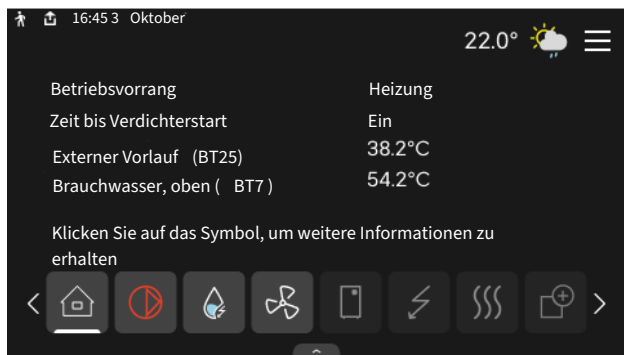 16:45 3 Oktober
22.0°
Betriebsvorrang Heizung
Zeit bis Verdichterstart Ein
Externer Vorlauf (BT25) 38.2°C
Brauchwasser, oben ( BT7 ) 54.2°C
Klicken Sie auf das Symbol, um weitere Informationen zu
erhalten